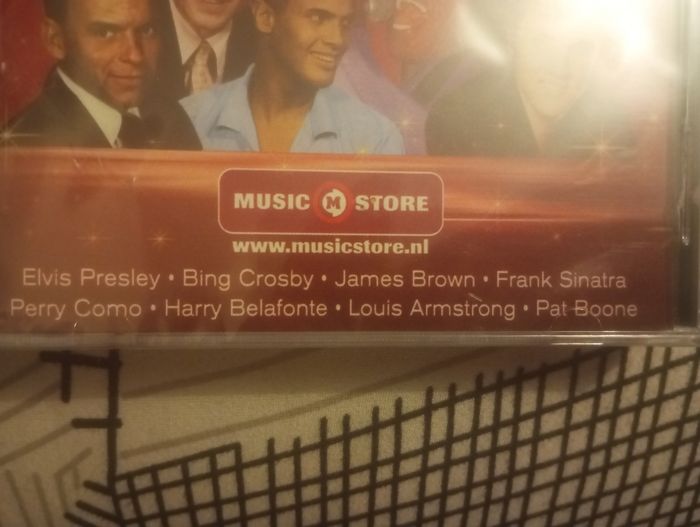 MUSIC M STORE
www.musicstore.nl
Elvis Presley • Bing Crosby • James Brown • Frank Sinatra
Perry Como • Harry Belafonte • Louis Armstrong • Pat Boone